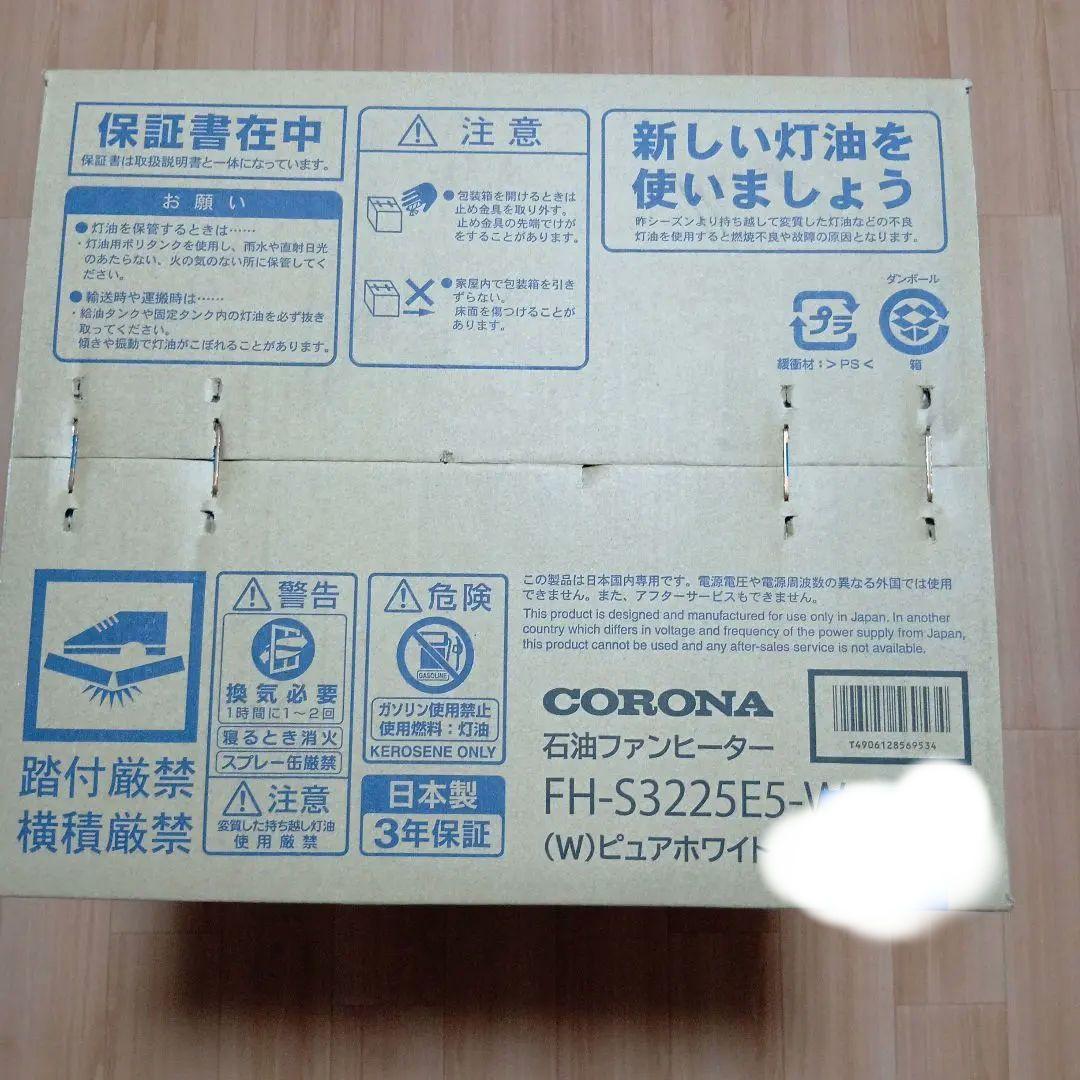 保証書在中
保証書は取扱説明書と一体になっています。
お願い
●灯油を保管するときは……
・灯油用ポリタンクを使用し、雨水や直射日光
のあたらない、火の気のない所に保管してく
ださい。
●輸送時や運搬時は……
・給油タンクや固定タンク内の灯油を必ず抜き
取ってください。
傾きや振動で灯油がこぼれることがあります。
注意
●包装箱を開けるときは
止め金具を取り外す。
止め金具の先端でけが
をすることがあります。
●家屋内で包装箱を引き
ずらない。
床面を傷つけることが
あります。
新しい灯油を
使いましょう
昨シーズンより持ち越して変質した灯油などの不良
灯油を使用すると燃焼不良や故障の原因となります。
プラ
緩衝材:>PS<
ダンボール
箱
踏付厳禁
横積厳禁
警告
換気必要
1時間に1~2回
寝るとき消火
スプレー缶厳禁
注意
変質した持ち越し灯油
使用厳禁
危険
GASOLINE
ガソリン使用禁止
使用燃料:灯油
KEROSENE ONLY
日本製
3年保証
この製品は日本国内専用です。電源電圧や電源周波数の異なる外国では使用
できません。また、アフターサービスもできません。
This product is designed and manufactured for use only in Japan. In another
country which differs in voltage and frequency of the power supply from Japan,
this product cannot be used and any after-sales service is not available.
CORONA
石油ファンヒーター
FH-S3225E5-W
(W)ピュアホワイト
T4906128569534